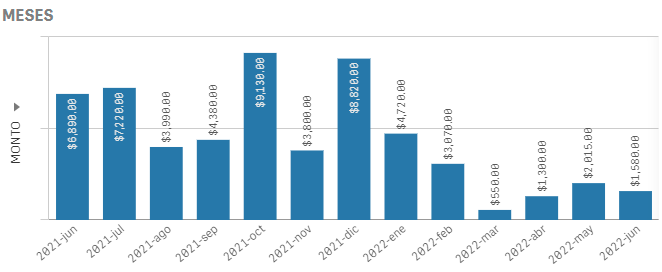 MESES
MONTO
$6,890.00
$7,220.00
$3,990.00
$4,380.00
$9,130.00
$3,800.00
$8,820.00
$4,720.00
$3,070.00
$550.00
$1,300.00
$2,015.00
$1,580.00
2021-jun
2021-jul
2021-ago
2021-sep
2021-oct
2021-nov
2021-dic
2022-ene
2022-feb
2022-mar
2022-abr
2022-may
2022-jun